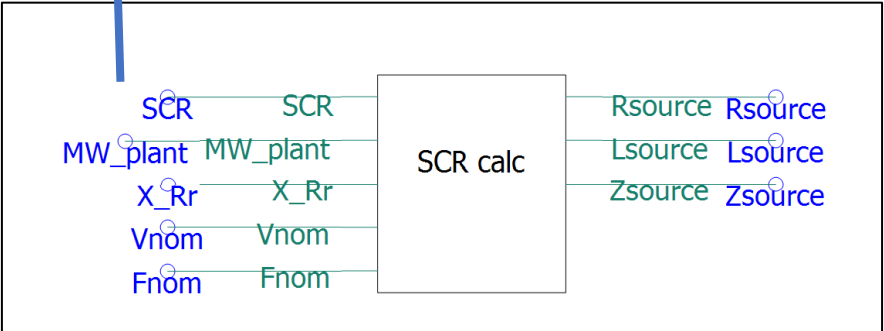 SCR SCR Rsource Rsource
MW_plant MW_plant Lsource Lsource
SCR calc
X_Rr X_Rr Zsource Zsource
Vnom Vnom
Fnom Fnom